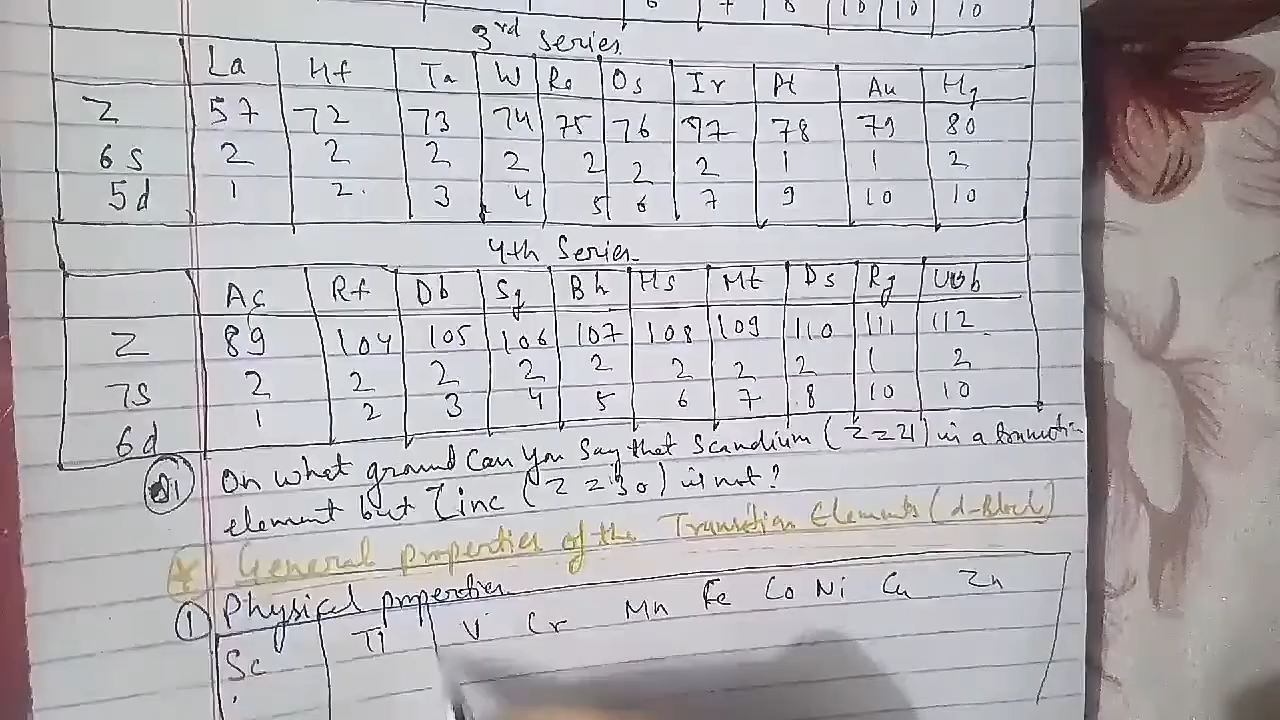 6 7 8 10 10 10
3rd Series
La Hf Ta W Re Os Ir Pt Au Hg
Z 57 72 73 74 75 76 77 78 79 80
6s 2 2 2 2 2 2 2 1 1 2
5d 1 2 3 4 5 6 7 9 10 10
4th Series
Ac Rf Db Sg Bh Hs Mt Ds Rg Uub
Z 89 104 105 106 107 108 109 110 111 112
7s 2 2 2 2 2 2 2 2 1 2
6d 1 2 3 4 5 6 7 8 10 10
Q1 On what ground can you say that Scandium (Z=21) is a transition
element but Zinc (Z=30) is not?
* General properties of the Transition Elements (d-Block)
① Physical properties
Sc Ti V Cr Mn Fe Co Ni Cu Zn